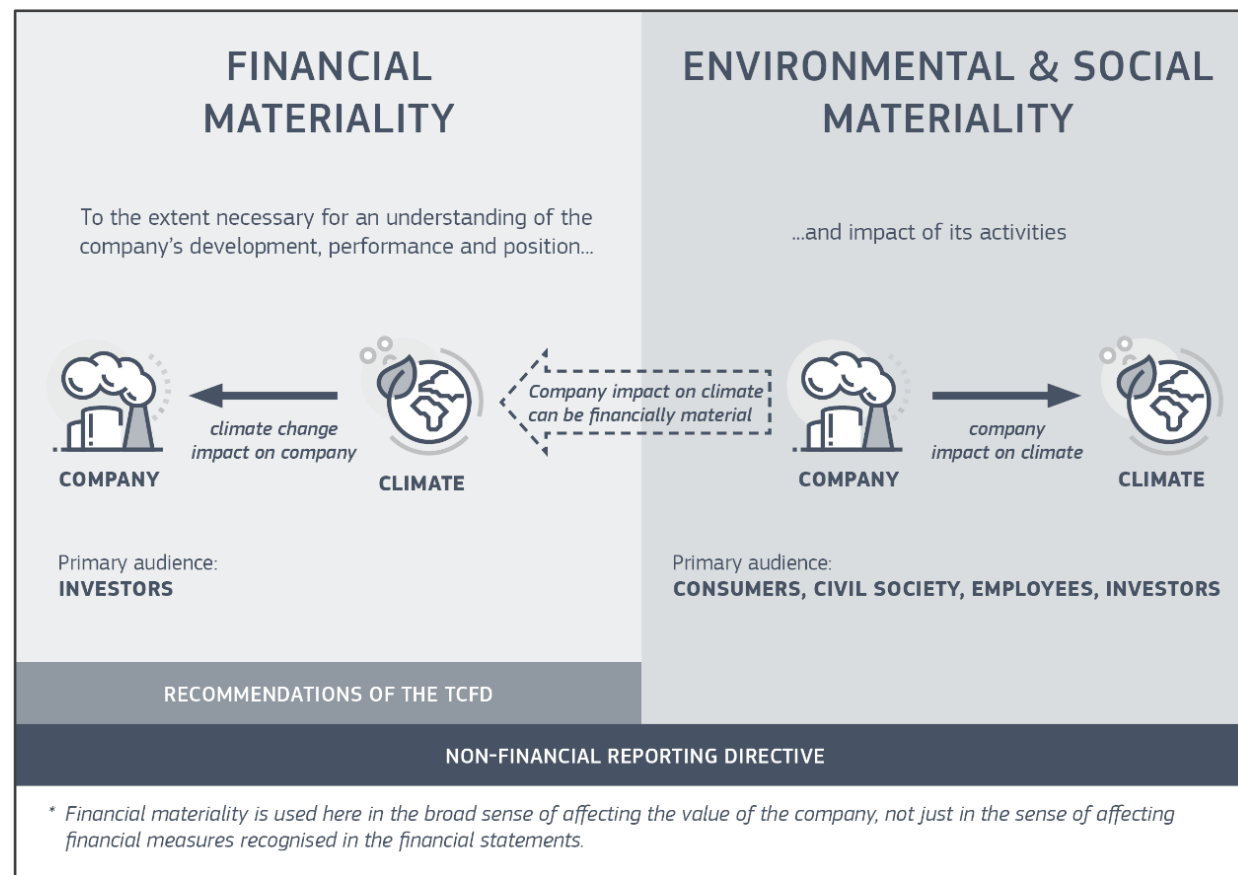 FINANCIAL
MATERIALITY
To the extent necessary for an understanding of the
company's development, performance and position...
climate change
impact on company
COMPANY
CLIMATE
Primary audience:
INVESTORS
RECOMMENDATIONS OF THE TCFD
Company impact on climate
can be financially material
ENVIRONMENTAL & SOCIAL
MATERIALITY
...and impact of its activities
company
impact on climate
COMPANY
CLIMATE
Primary audience:
CONSUMERS, CIVIL SOCIETY, EMPLOYEES, INVESTORS
NON-FINANCIAL REPORTING DIRECTIVE
* Financial materiality is used here in the broad sense of affecting the value of the company, not just in the sense of affecting
financial measures recognised in the financial statements.